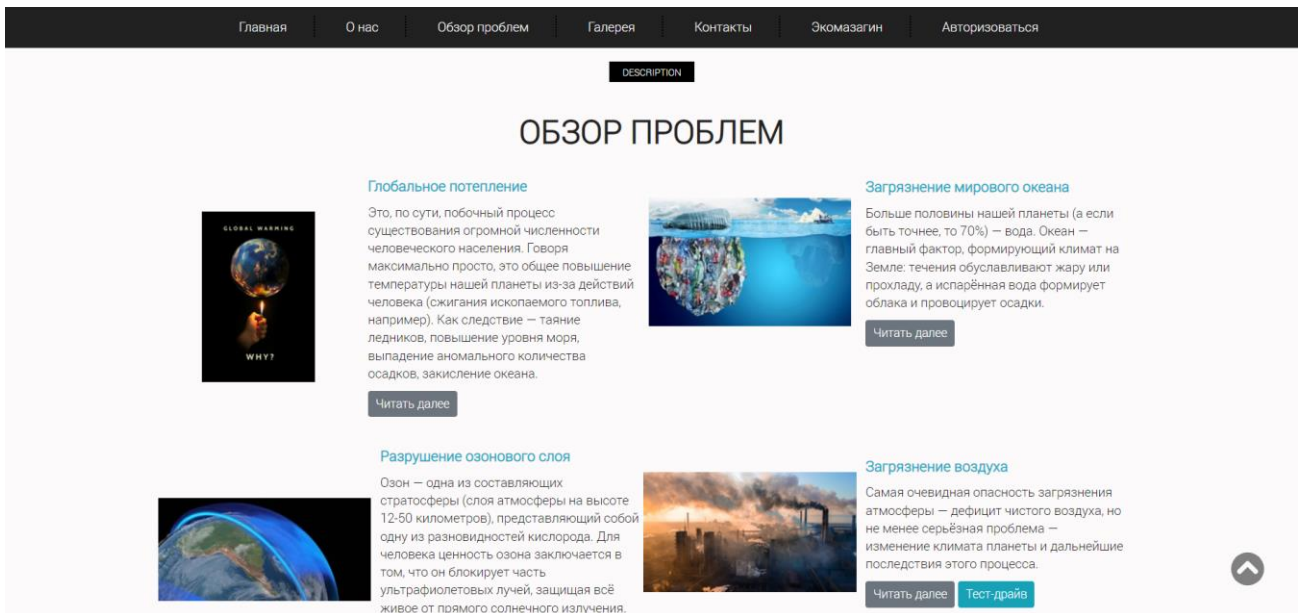 Главная О нас Обзор проблем Галерея Контакты Экомазагин Авторизоваться
DESCRIPTION
ОБЗОР ПРОБЛЕМ
GLOBAL WARMING
WHY?
Глобальное потепление
Это, по сути, побочный процесс
существования огромной численности
человеческого населения. Говоря
максимально просто, это общее повышение
температуры нашей планеты из-за действий
человека (сжигания ископаемого топлива,
например). Как следствие — таяние
ледников, повышение уровня моря,
выпадение аномального количества
осадков, закисление океана.
Читать далее
Загрязнение мирового океана
Больше половины нашей планеты (а если
быть точнее, то 70%) — вода. Океан —
главный фактор, формирующий климат на
Земле: течения обуславливают жару или
прохладу, а испарённая вода формирует
облака и провоцирует осадки.
Читать далее
Разрушение озонового слоя
Озон — одна из составляющих
стратосферы (слоя атмосферы на высоте
12-50 километров), представляющий собой
одну из разновидностей кислорода. Для
человека ценность озона заключается в
том, что он блокирует часть
ультрафиолетовых лучей, защищая всё
живое от прямого солнечного излучения.
Загрязнение воздуха
Самая очевидная опасность загрязнения
атмосферы — дефицит чистого воздуха, но
не менее серьёзная проблема —
изменение климата планеты и дальнейшие
последствия этого процесса.
Читать далее Тест-драйв